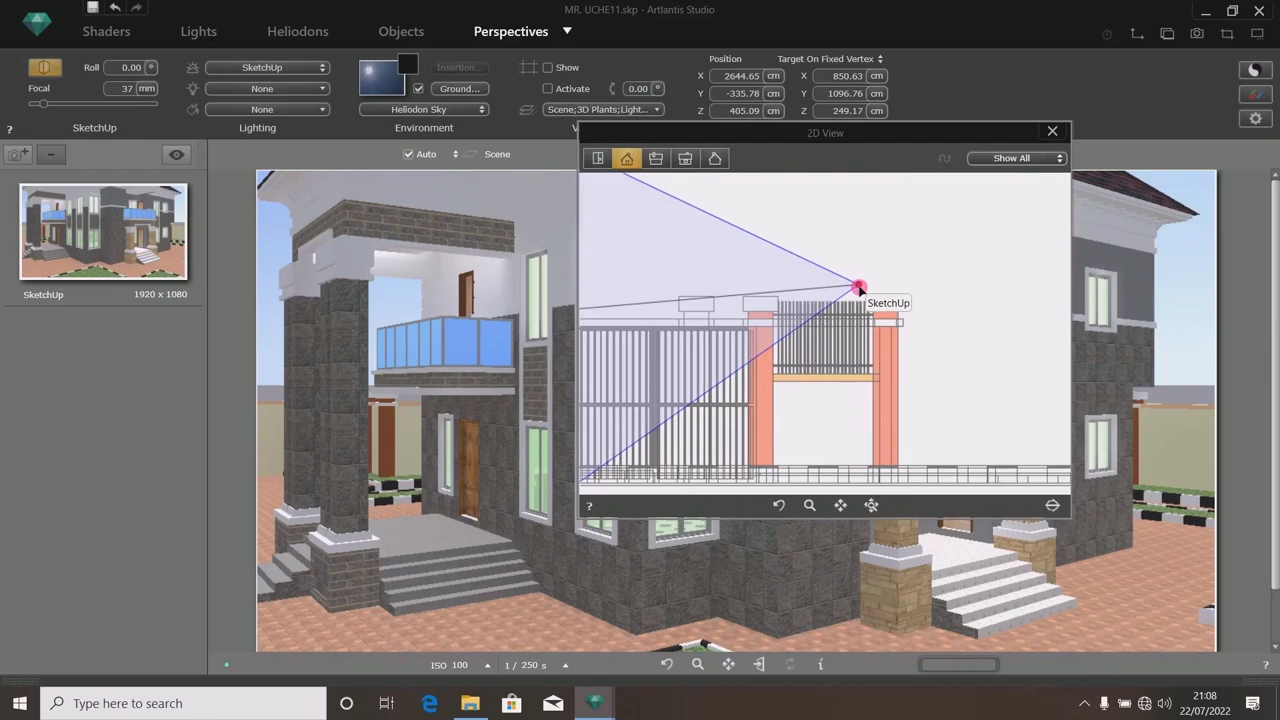 MR. UCHE11.skp - Artlantis Studio
Shaders
Lights
Heliodons
Objects
Perspectives
Roll 0.00 °
Focal 37 mm
SketchUp
SketchUp
None
None
Lighting
Insertion...
Ground...
Heliodon Sky
Environment
Show
Activate 0.00 °
Scene;3D Plants;Light...
Position
X 2644.65 cm
Y -335.78 cm
Z 405.09 cm
Target On Fixed Vertex
X 850.63 cm
Y 1096.76 cm
Z 249.17 cm
?
Auto
Scene
SketchUp 1920 x 1080
2D View
Show All
SketchUp
?
ISO 100
1 / 250 s
?
Type here to search
21:08
22/07/2022